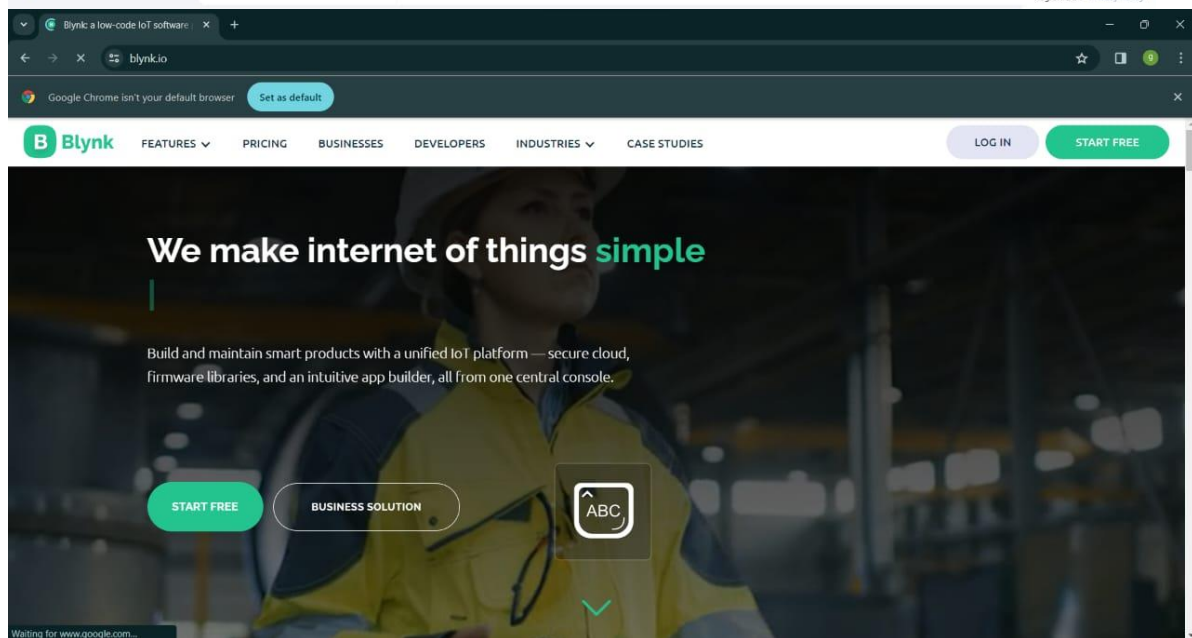 Blynk: a low-code IoT software
blynk.io
Google Chrome isn't your default browser Set as default
B Blynk FEATURES PRICING BUSINESSES DEVELOPERS INDUSTRIES CASE STUDIES LOG IN START FREE
We make internet of things simple
Build and maintain smart products with a unified IoT platform — secure cloud,
firmware libraries, and an intuitive app builder, all from one central console.
START FREE BUSINESS SOLUTION
ABC
Waiting for www.google.com...